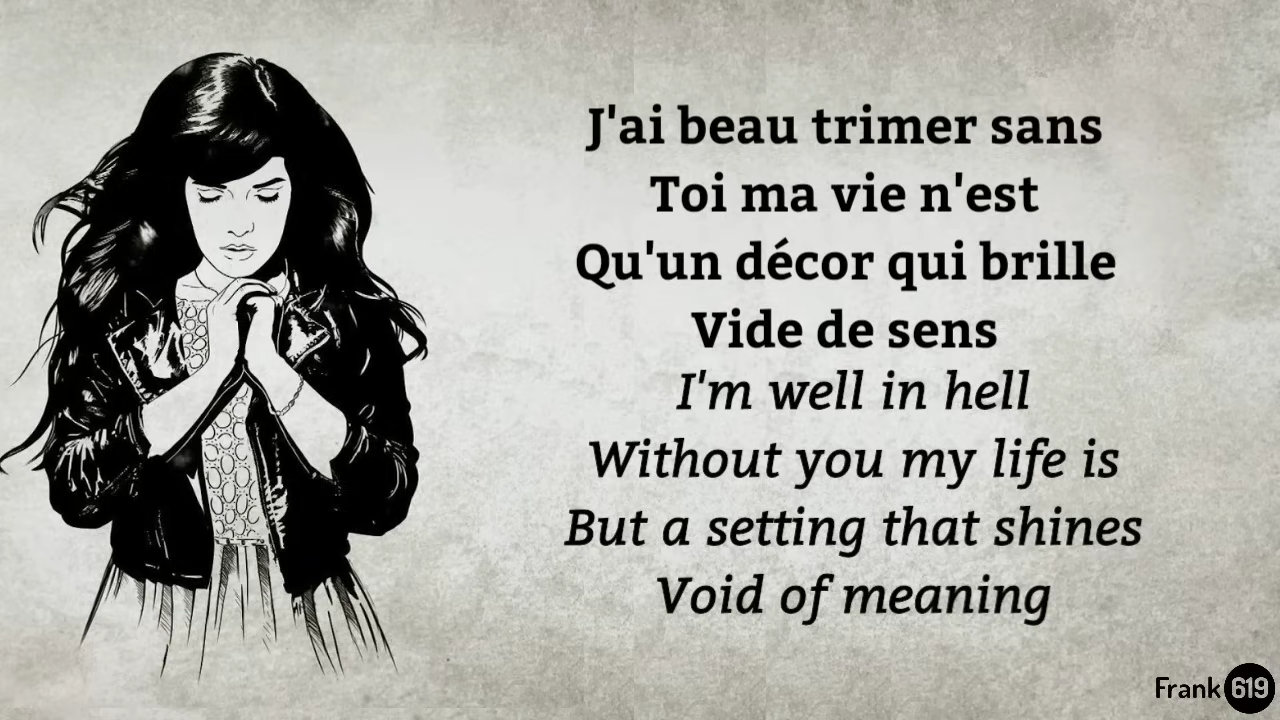 J'ai beau trimer sans
Toi ma vie n'est
Qu'un décor qui brille
Vide de sens
I'm well in hell
Without you my life is
But a setting that shines
Void of meaning
Frank 619